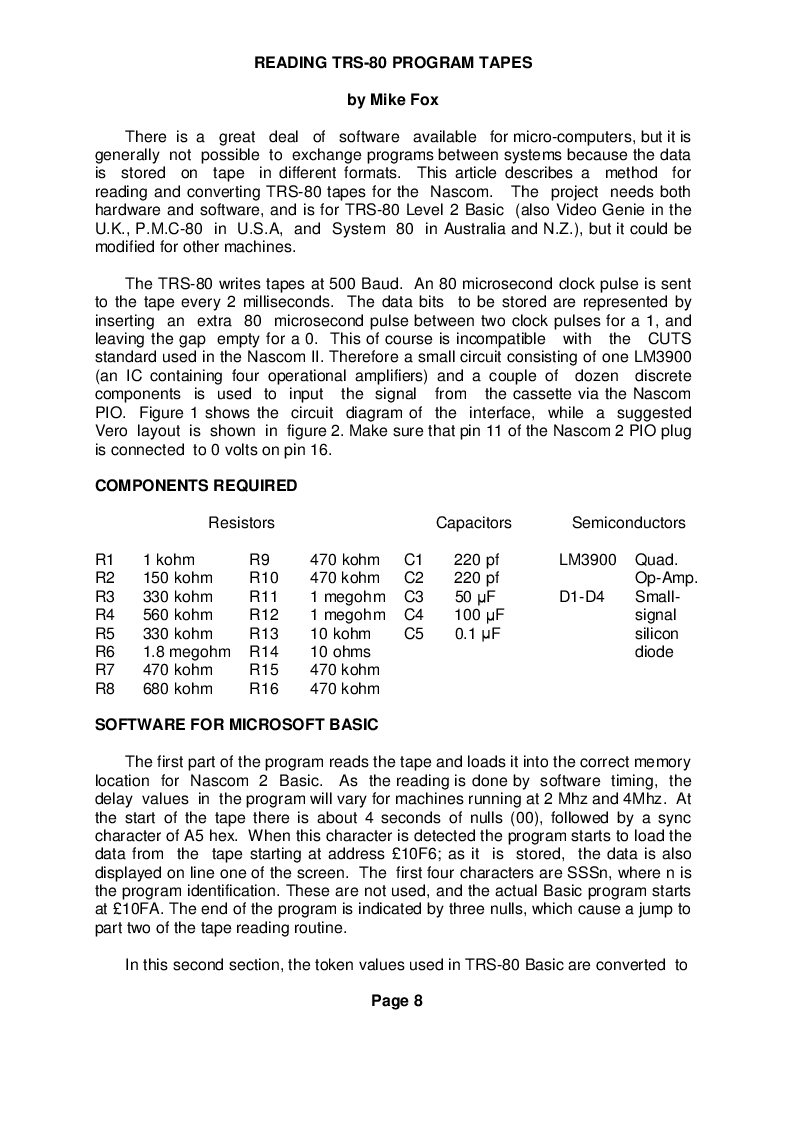 READING TRS-80 PROGRAM TAPES
by Mike Fox
There is a great deal of software available for micro-computers, but it is
generally not possible to exchange programs between systems because the data
is stored on tape in different formats. This article describes a method for
reading and converting TRS-80 tapes for the Nascom. The project needs both
hardware and software, and is for TRS-80 Level 2 Basic (also Video Genie in the
U.K., P.M.C-80 in U.S.A, and System 80 in Australia and N.Z.), but it could be
modified for other machines.
The TRS-80 writes tapes at 500 Baud. An 80 microsecond clock pulse is sent
to the tape every 2 milliseconds. The data bits to be stored are represented by
inserting an extra 80 microsecond pulse between two clock pulses for a 1, and
leaving the gap empty for a 0. This of course is incompatible with the CUTS
standard used in the Nascom II. Therefore a small circuit consisting of one LM3900
(an IC containing four operational amplifiers) and a couple of dozen discrete
components is used to input the signal from the cassette via the Nascom
PIO. Figure 1 shows the circuit diagram of the interface, while a suggested
Vero layout is shown in figure 2. Make sure that pin 11 of the Nascom 2 PIO plug
is connected to 0 volts on pin 16.
COMPONENTS REQUIRED
Resistors Capacitors Semiconductors
R1 1 kohm R9 470 kohm C1 220 pf LM3900 Quad.
R2 150 kohm R10 470 kohm C2 220 pf Op-Amp.
R3 330 kohm R11 1 megohm C3 50 µF D1-D4 Small-
R4 560 kohm R12 1 megohm C4 100 µF signal
R5 330 kohm R13 10 kohm C5 0.1 µF silicon
R6 1.8 megohm R14 10 ohms diode
R7 470 kohm R15 470 kohm
R8 680 kohm R16 470 kohm
SOFTWARE FOR MICROSOFT BASIC
The first part of the program reads the tape and loads it into the correct memory
location for Nascom 2 Basic. As the reading is done by software timing, the
delay values in the program will vary for machines running at 2 Mhz and 4Mhz. At
the start of the tape there is about 4 seconds of nulls (00), followed by a sync
character of A5 hex. When this character is detected the program starts to load the
data from the tape starting at address £10F6; as it is stored, the data is also
displayed on line one of the screen. The first four characters are SSSn, where n is
the program identification. These are not used, and the actual Basic program starts
at £10FA. The end of the program is indicated by three nulls, which cause a jump to
part two of the tape reading routine.
In this second section, the token values used in TRS-80 Basic are converted to
Page 8